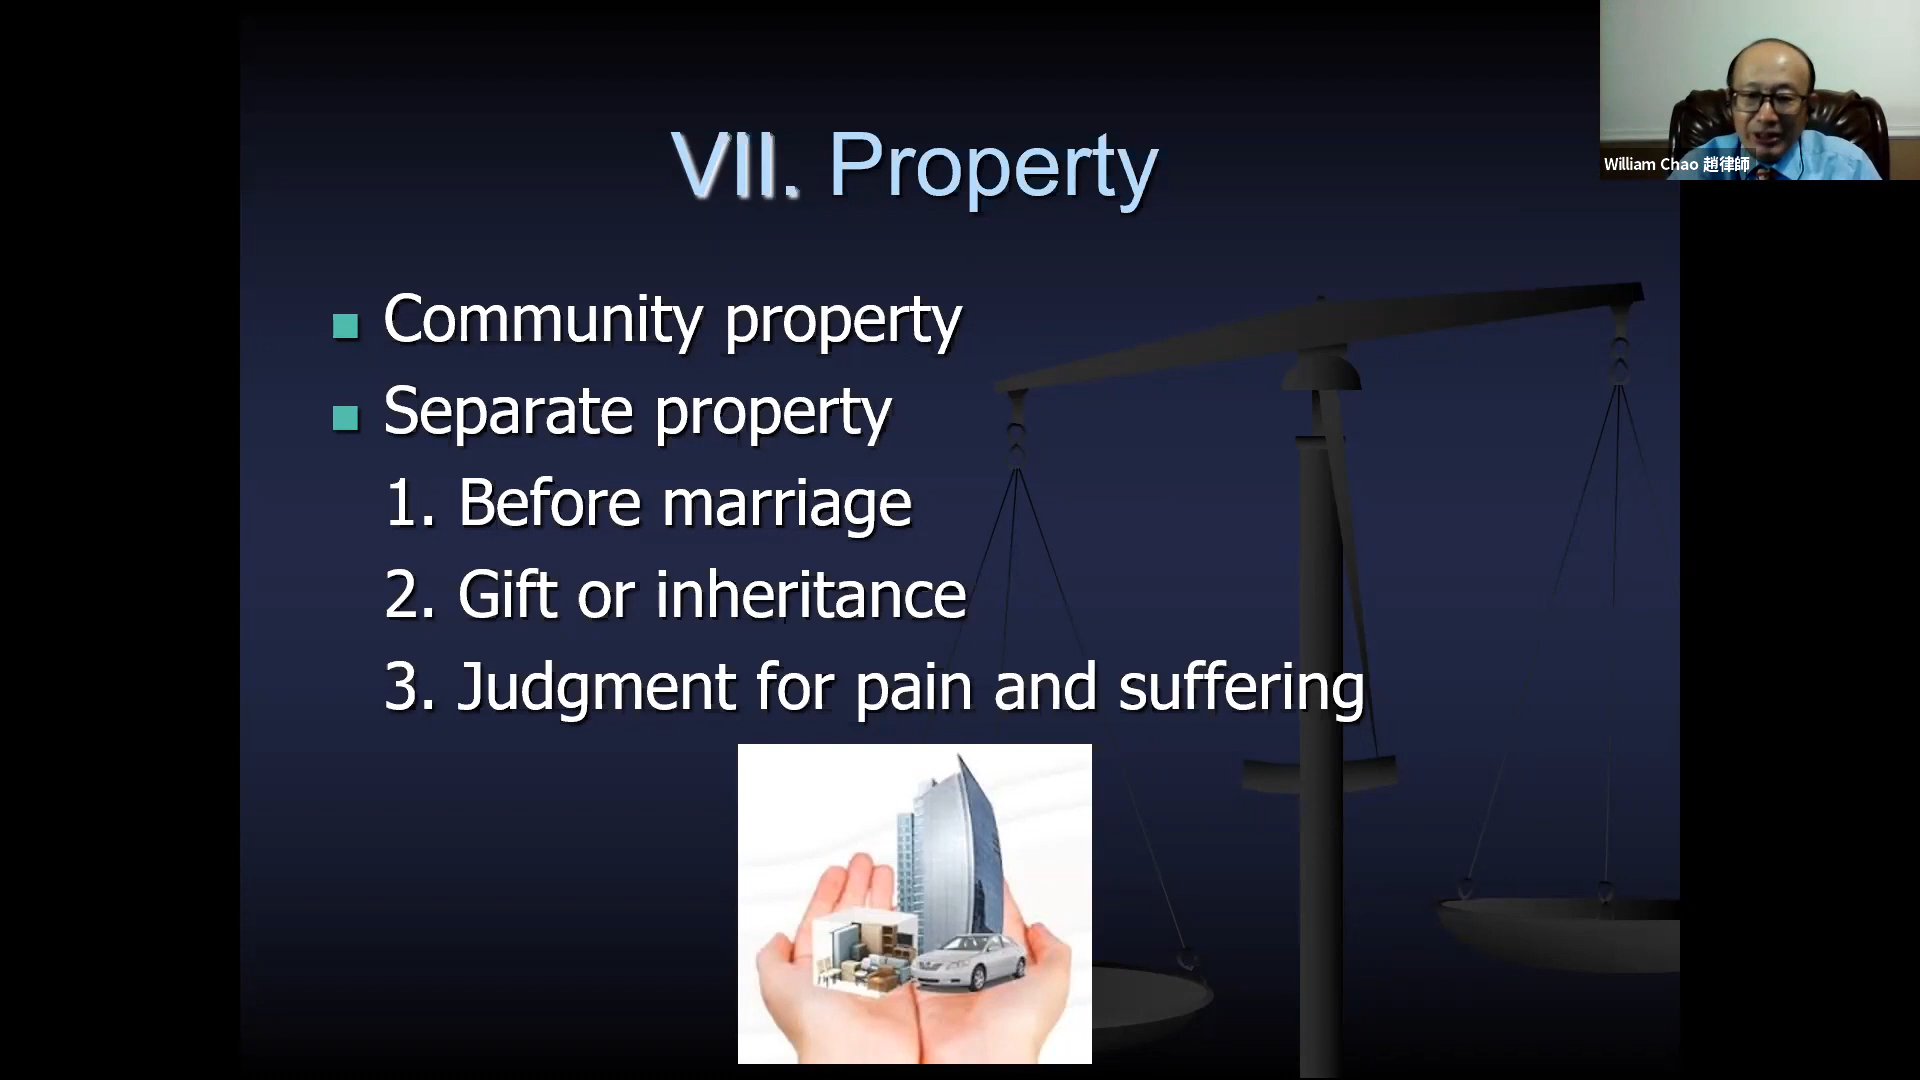 VII. Property
Community property
Separate property
1. Before marriage
2. Gift or inheritance
3. Judgment for pain and suffering
William Chao 趙律師